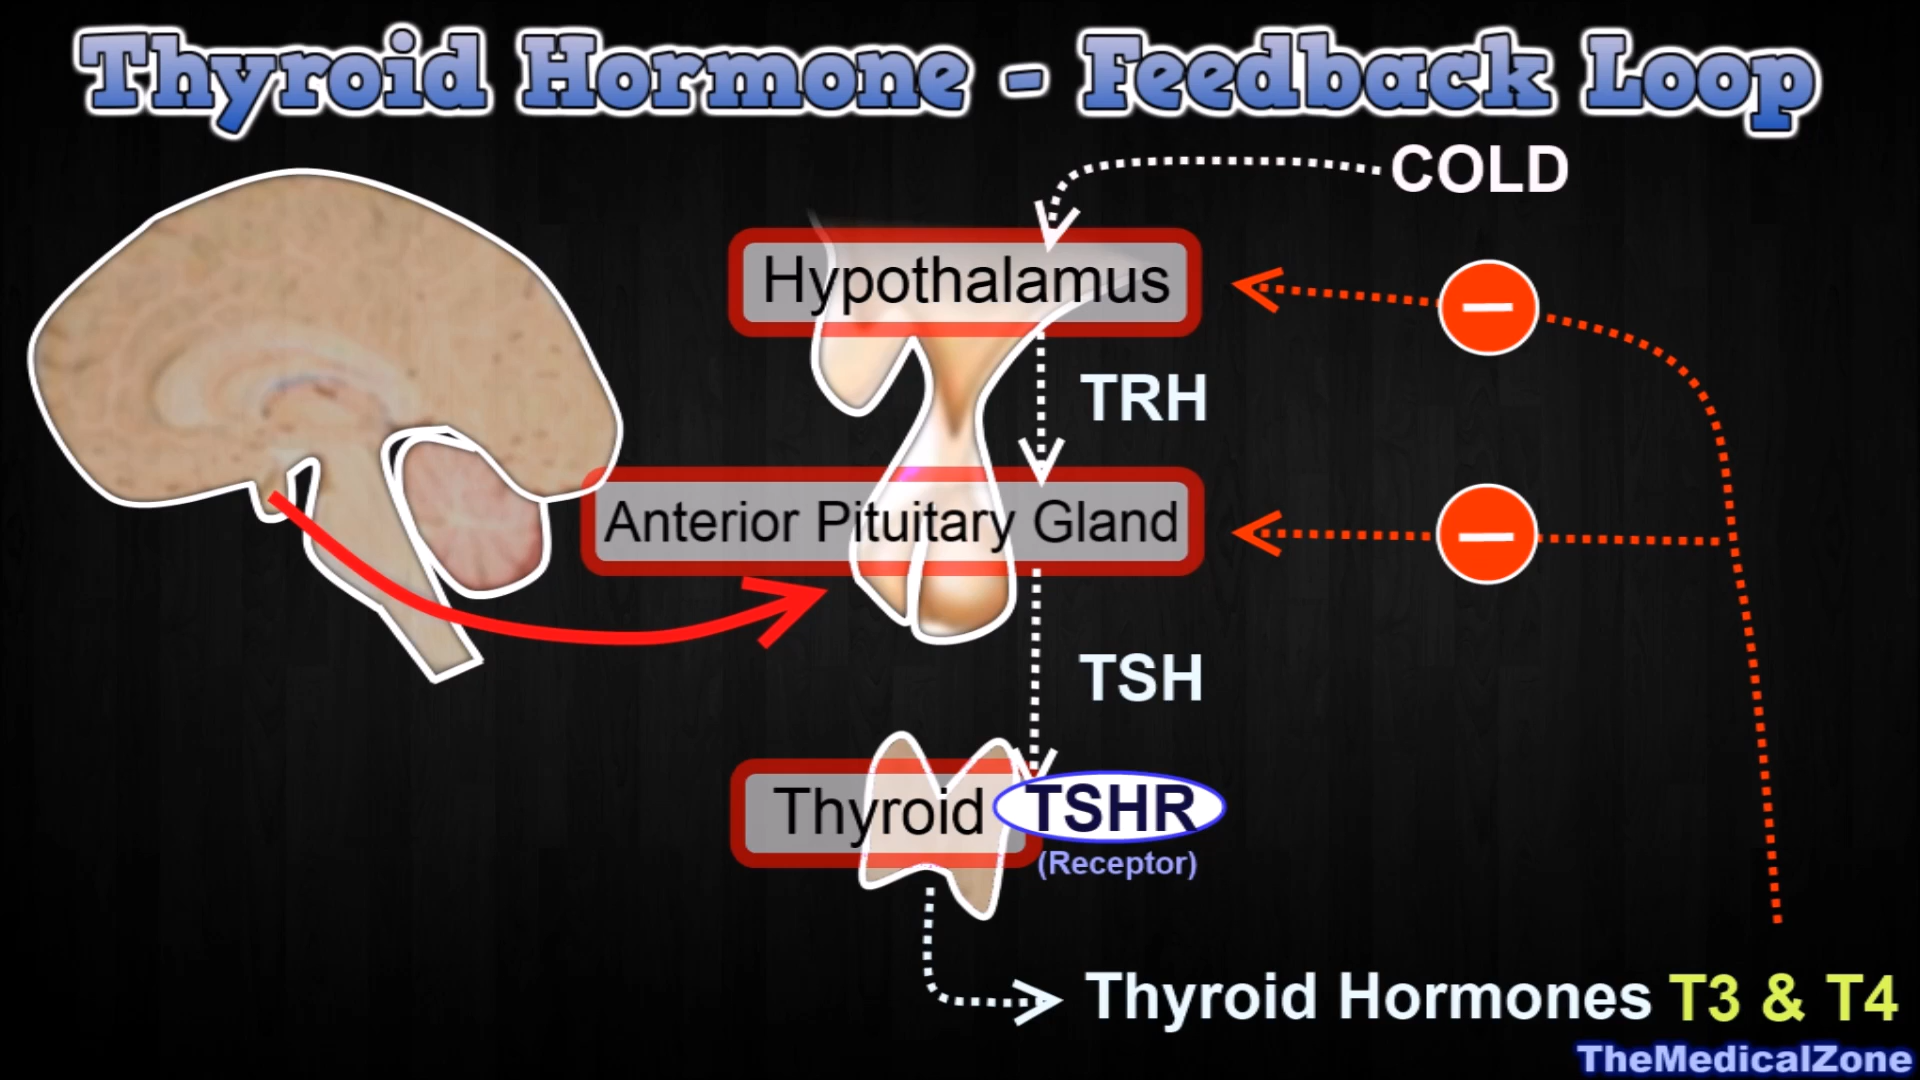 Thyroid Hormone - Feedback Loop
COLD
Hypothalamus
TRH
Anterior Pituitary Gland
TSH
Thyroid
TSHR
(Receptor)
Thyroid Hormones T3 & T4
TheMedicalZone